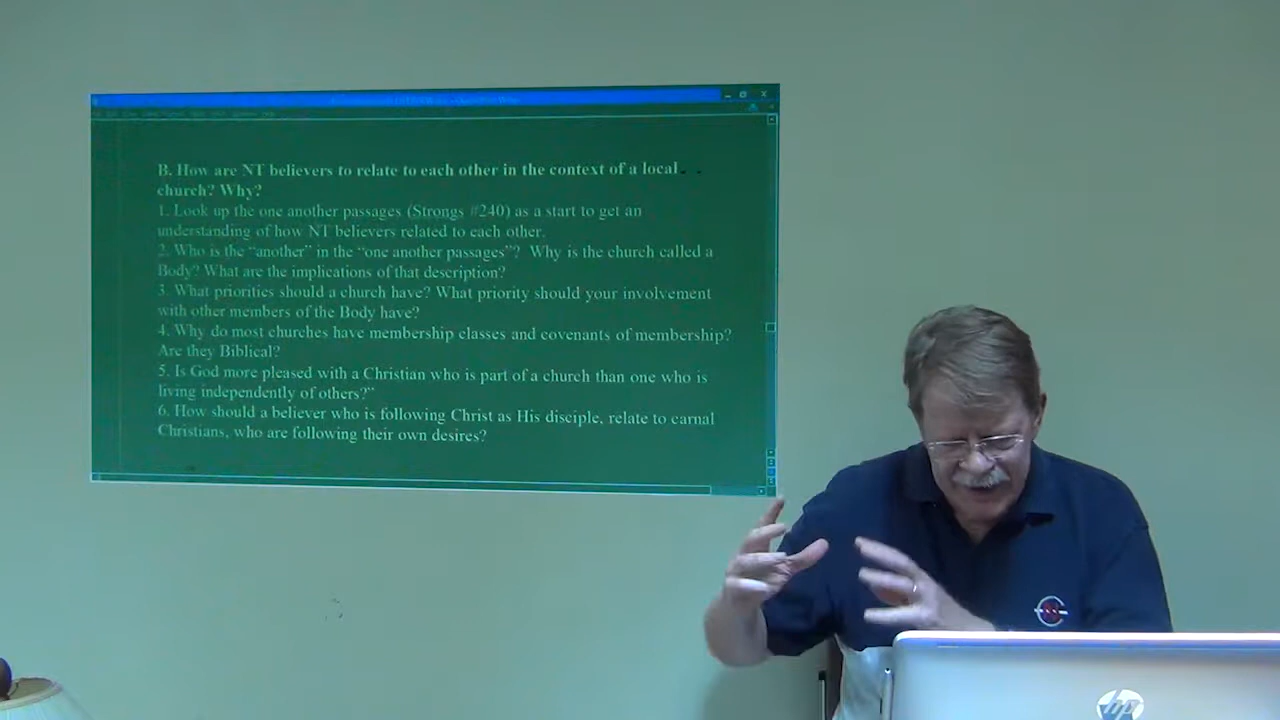 B. How are NT believers to relate to each other in the context of a local
church? Why?
1. Look up the one another passages (Strongs #240) as a start to get an
understanding of how NT believers related to each other.
2. Who is the “another” in the “one another passages”? Why is the church called a
Body? What are the implications of that description?
3. What priorities should a church have? What priority should your involvement
with other members of the Body have?
4. Why do most churches have membership classes and covenants of membership?
Are they Biblical?
5. Is God more pleased with a Christian who is part of a church than one who is
living independently of others?”
6. How should a believer who is following Christ as His disciple, relate to carnal
Christians, who are following their own desires?
hp